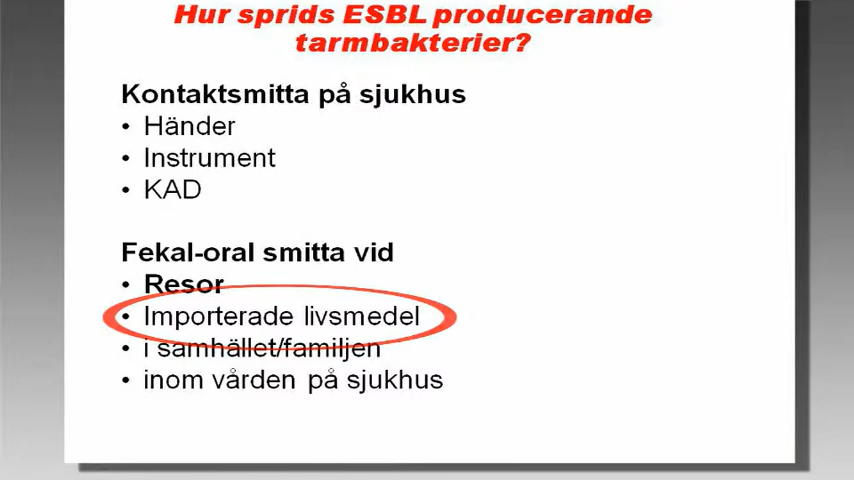 Hur sprids ESBL producerande
tarmbakterier?
Kontaktsmitta på sjukhus
• Händer
• Instrument
• KAD
Fekal-oral smitta vid
• Resor
• Importerade livsmedel
• i samhället/familjen
• inom vården på sjukhus